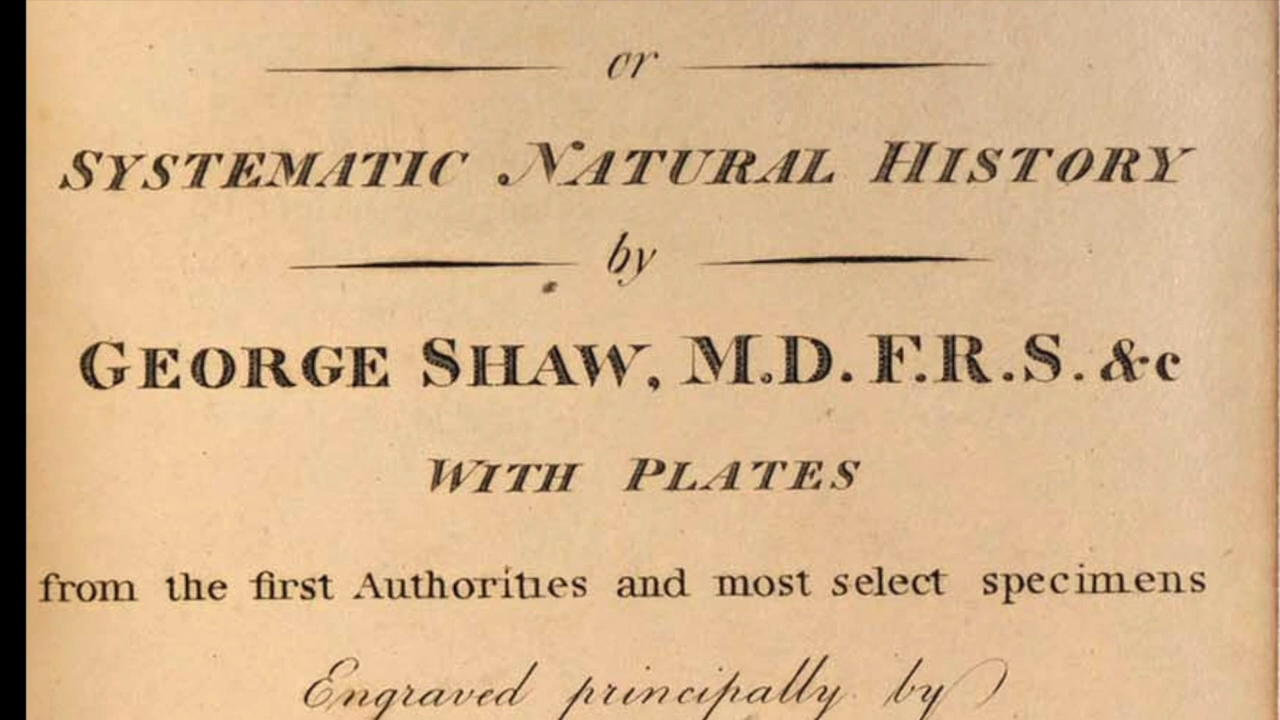 or
SYSTEMATIC NATURAL HISTORY
by
GEORGE SHAW, M.D. F.R.S. &c
WITH PLATES
from the first Authorities and most select specimens
Engraved principally by